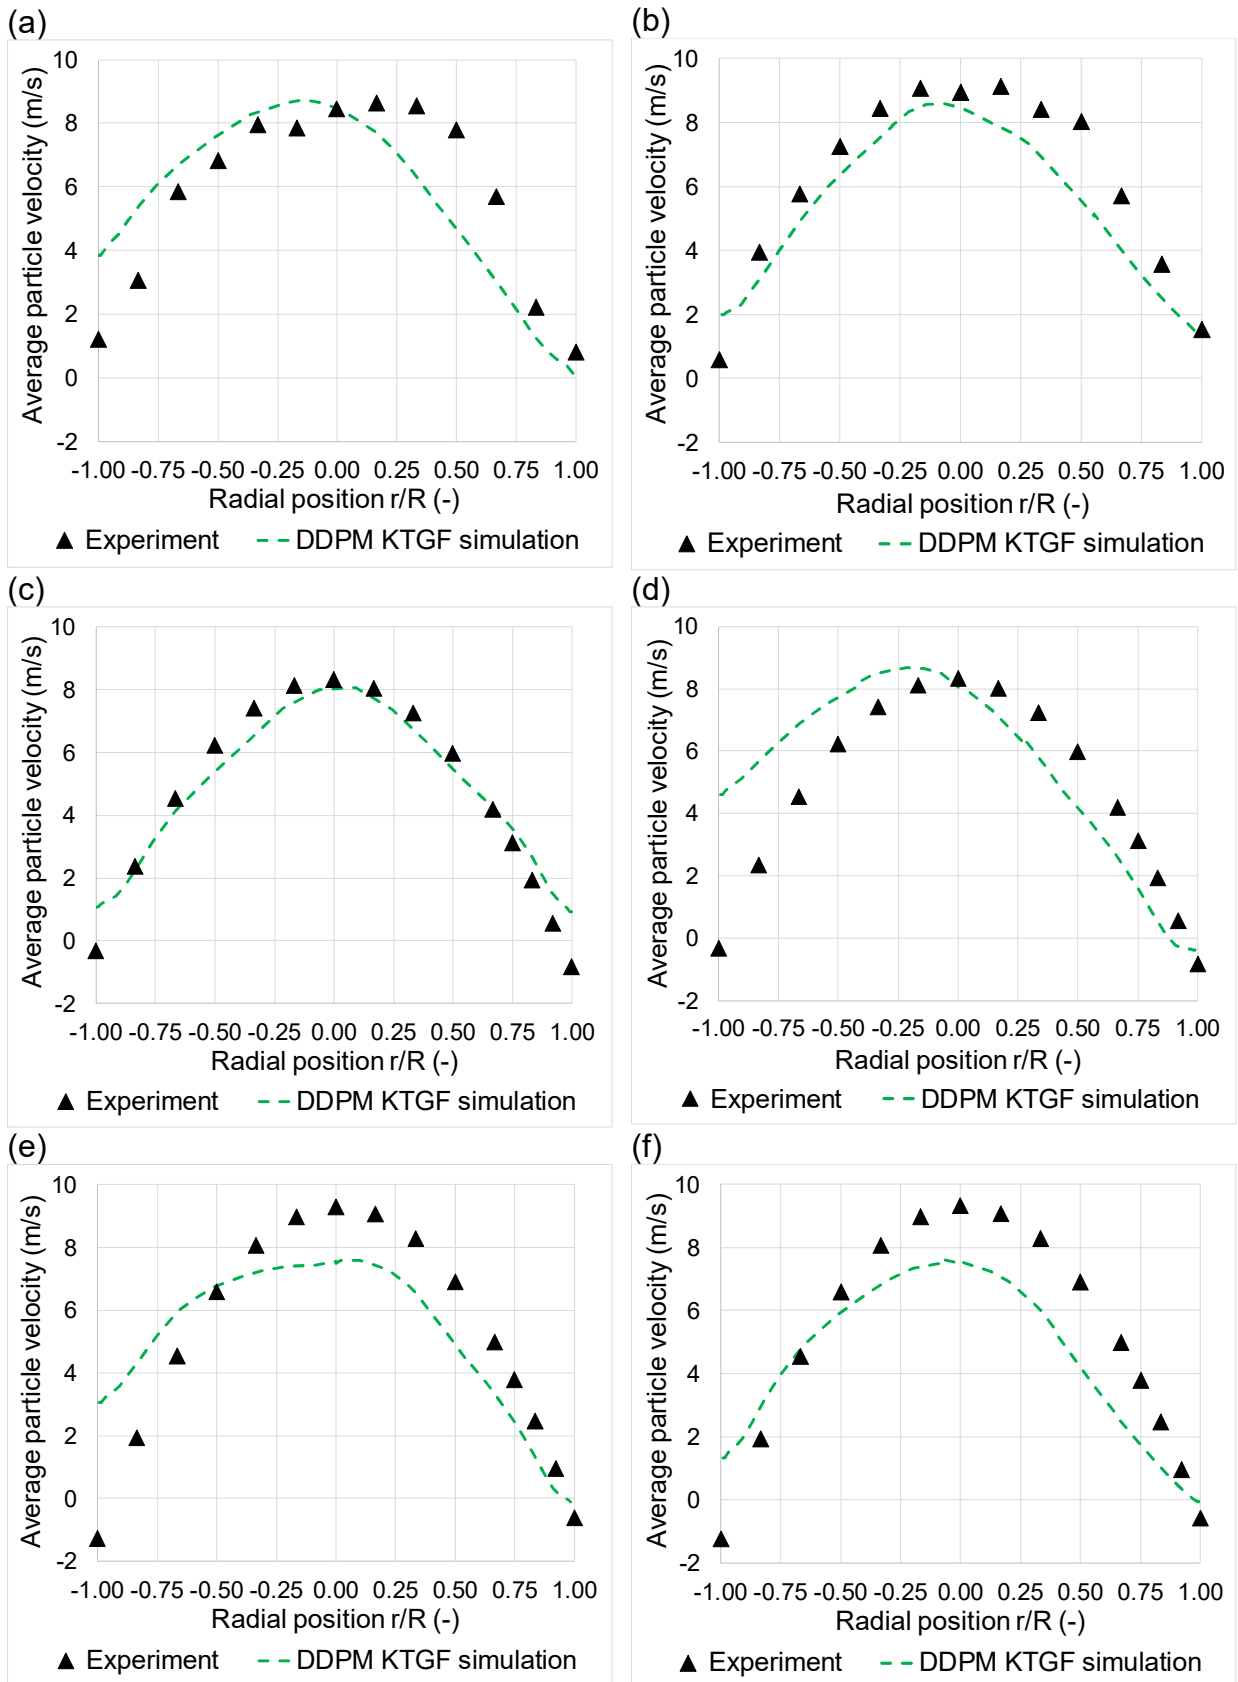 (a)
Average particle velocity (m/s)
10
8
6
4
2
0
-2
-1.00 -0.75 -0.50 -0.25 0.00 0.25 0.50 0.75 1.00
Radial position r/R (-)
Experiment DDPM KTGF simulation
(b)
Average particle velocity (m/s)
10
8
6
4
2
0
-2
-1.00 -0.75 -0.50 -0.25 0.00 0.25 0.50 0.75 1.00
Radial position r/R (-)
Experiment DDPM KTGF simulation
(c)
Average particle velocity (m/s)
10
8
6
4
2
0
-2
-1.00 -0.75 -0.50 -0.25 0.00 0.25 0.50 0.75 1.00
Radial position r/R (-)
Experiment DDPM KTGF simulation
(d)
Average particle velocity (m/s)
10
8
6
4
2
0
-2
-1.00 -0.75 -0.50 -0.25 0.00 0.25 0.50 0.75 1.00
Radial position r/R (-)
Experiment DDPM KTGF simulation
(e)
Average particle velocity (m/s)
10
8
6
4
2
0
-2
-1.00 -0.75 -0.50 -0.25 0.00 0.25 0.50 0.75 1.00
Radial position r/R (-)
Experiment DDPM KTGF simulation
(f)
Average particle velocity (m/s)
10
8
6
4
2
0
-2
-1.00 -0.75 -0.50 -0.25 0.00 0.25 0.50 0.75 1.00
Radial position r/R (-)
Experiment DDPM KTGF simulation